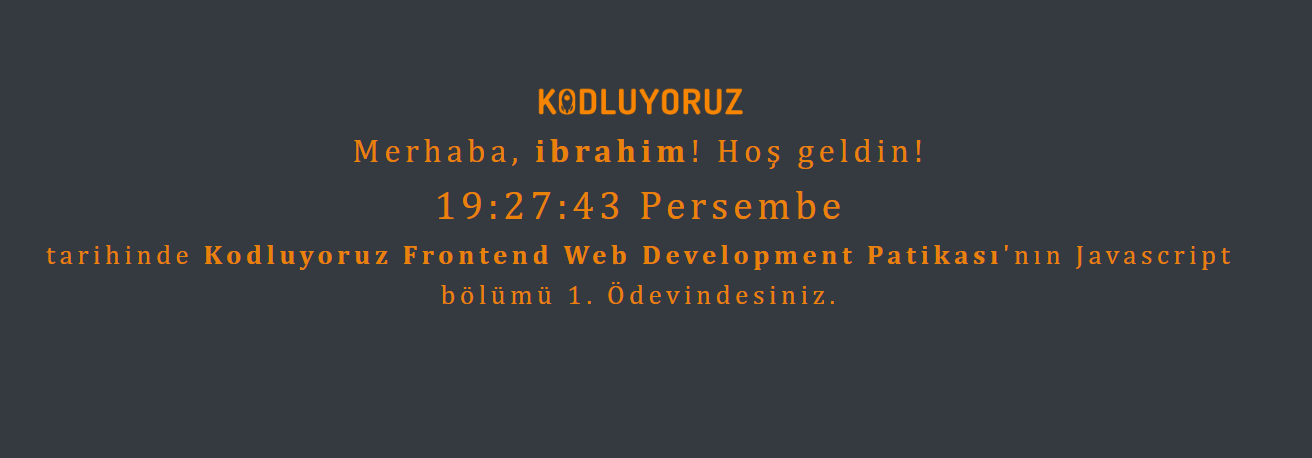 KODLUYORUZ
Merhaba, ibrahim! Hoş geldin!
19:27:43 Persembe
tarihinde Kodluyoruz Frontend Web Development Patikası'nın Javascript
bölümü 1. Ödevindesiniz.